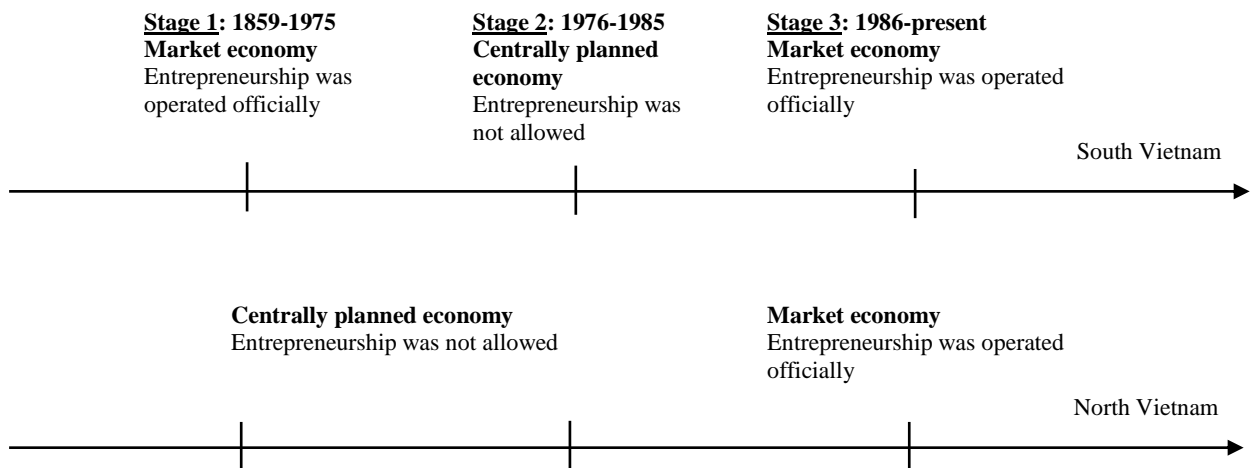 Stage 1: 1859-1975
Market economy
Entrepreneurship was
operated officially
Stage 2: 1976-1985
Centrally planned
economy
Entrepreneurship was
not allowed
Stage 3: 1986-present
Market economy
Entrepreneurship was operated
officially
South Vietnam
Centrally planned economy
Entrepreneurship was not allowed
Market economy
Entrepreneurship was operated
officially
North Vietnam